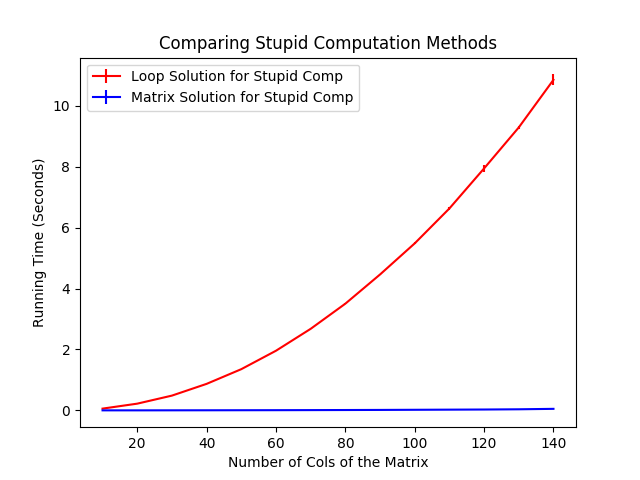 Comparing Stupid Computation Methods
Loop Solution for Stupid Comp
Matrix Solution for Stupid Comp
Running Time (Seconds)
10
8
6
4
2
0
20 40 60 80 100 120 140
Number of Cols of the Matrix